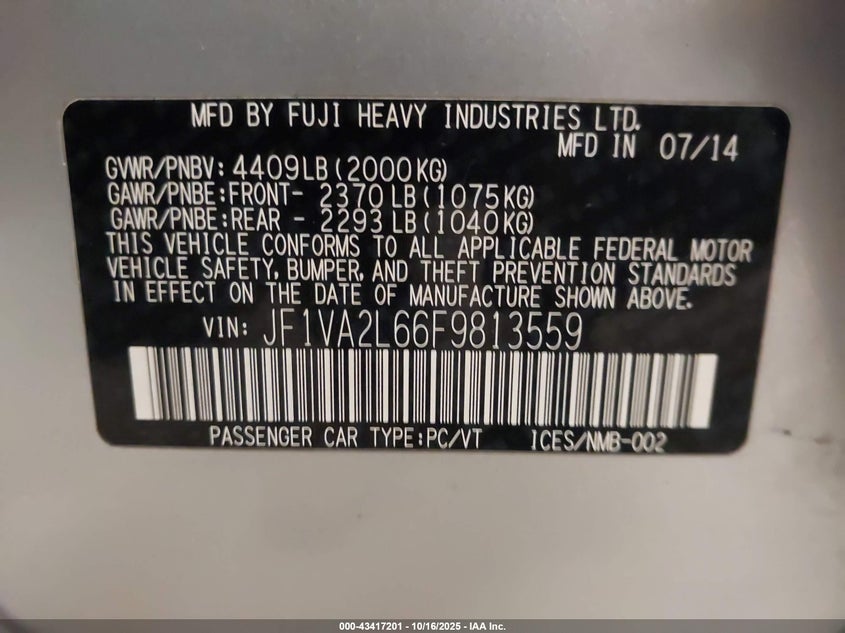 MFD BY FUJI HEAVY INDUSTRIES LTD.
MFD IN 07/14
GVWR/PNBV: 4409LB(2000KG)
GAWR/PNBE:FRONT- 2370LB(1075KG)
GAWR/PNBE:REAR - 2293LB(1040KG)
THIS VEHICLE CONFORMS TO ALL APPLICABLE FEDERAL MOTOR
VEHICLE SAFETY, BUMPER, AND THEFT PREVENTION STANDARDS
IN EFFECT ON THE DATE OF MANUFACTURE SHOWN ABOVE.
VIN: JF1VA2L66F9813559
PASSENGER CAR TYPE:PC/VT ICES/NMB-002
000-43417201 - 10/16/2025 - IAA Inc.